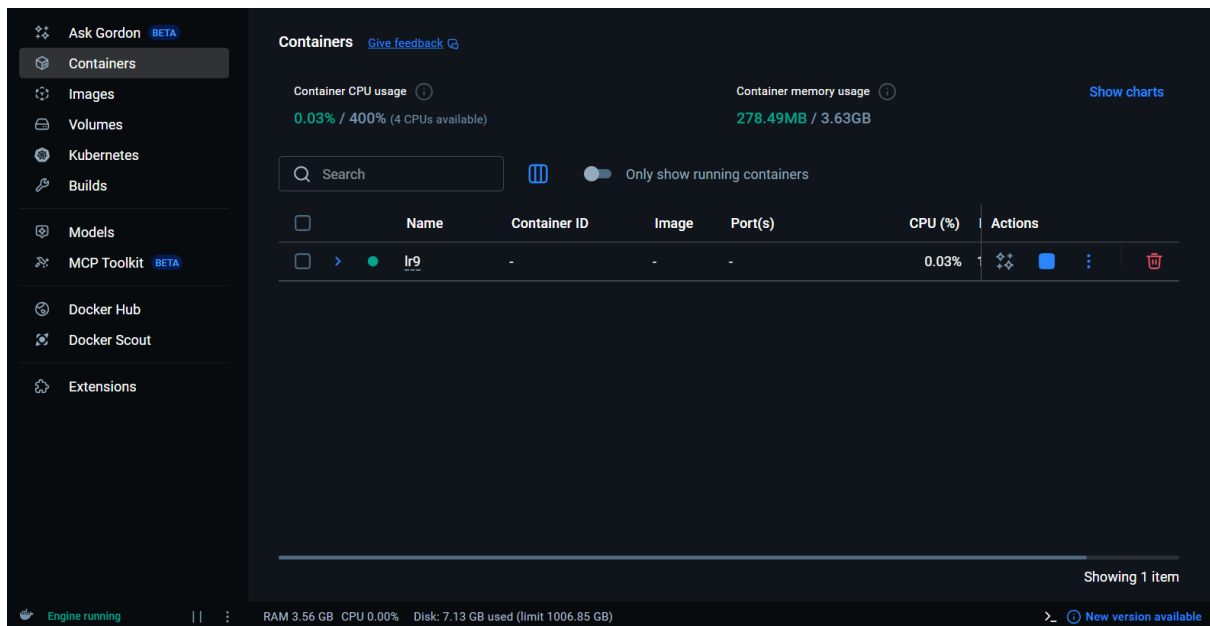 Ask Gordon BETA
Containers
Images
Volumes
Kubernetes
Builds
Models
MCP Toolkit BETA
Docker Hub
Docker Scout
Extensions
Containers Give feedback
Container CPU usage
0.03% / 400% (4 CPUs available)
Container memory usage
278.49MB / 3.63GB
Show charts
Search
Only show running containers
Name Container ID Image Port(s) CPU (%) Actions
lr9 - - - 0.03%
Showing 1 item
Engine running
RAM 3.56 GB CPU 0.00% Disk: 7.13 GB used (limit 1006.85 GB)
New version available